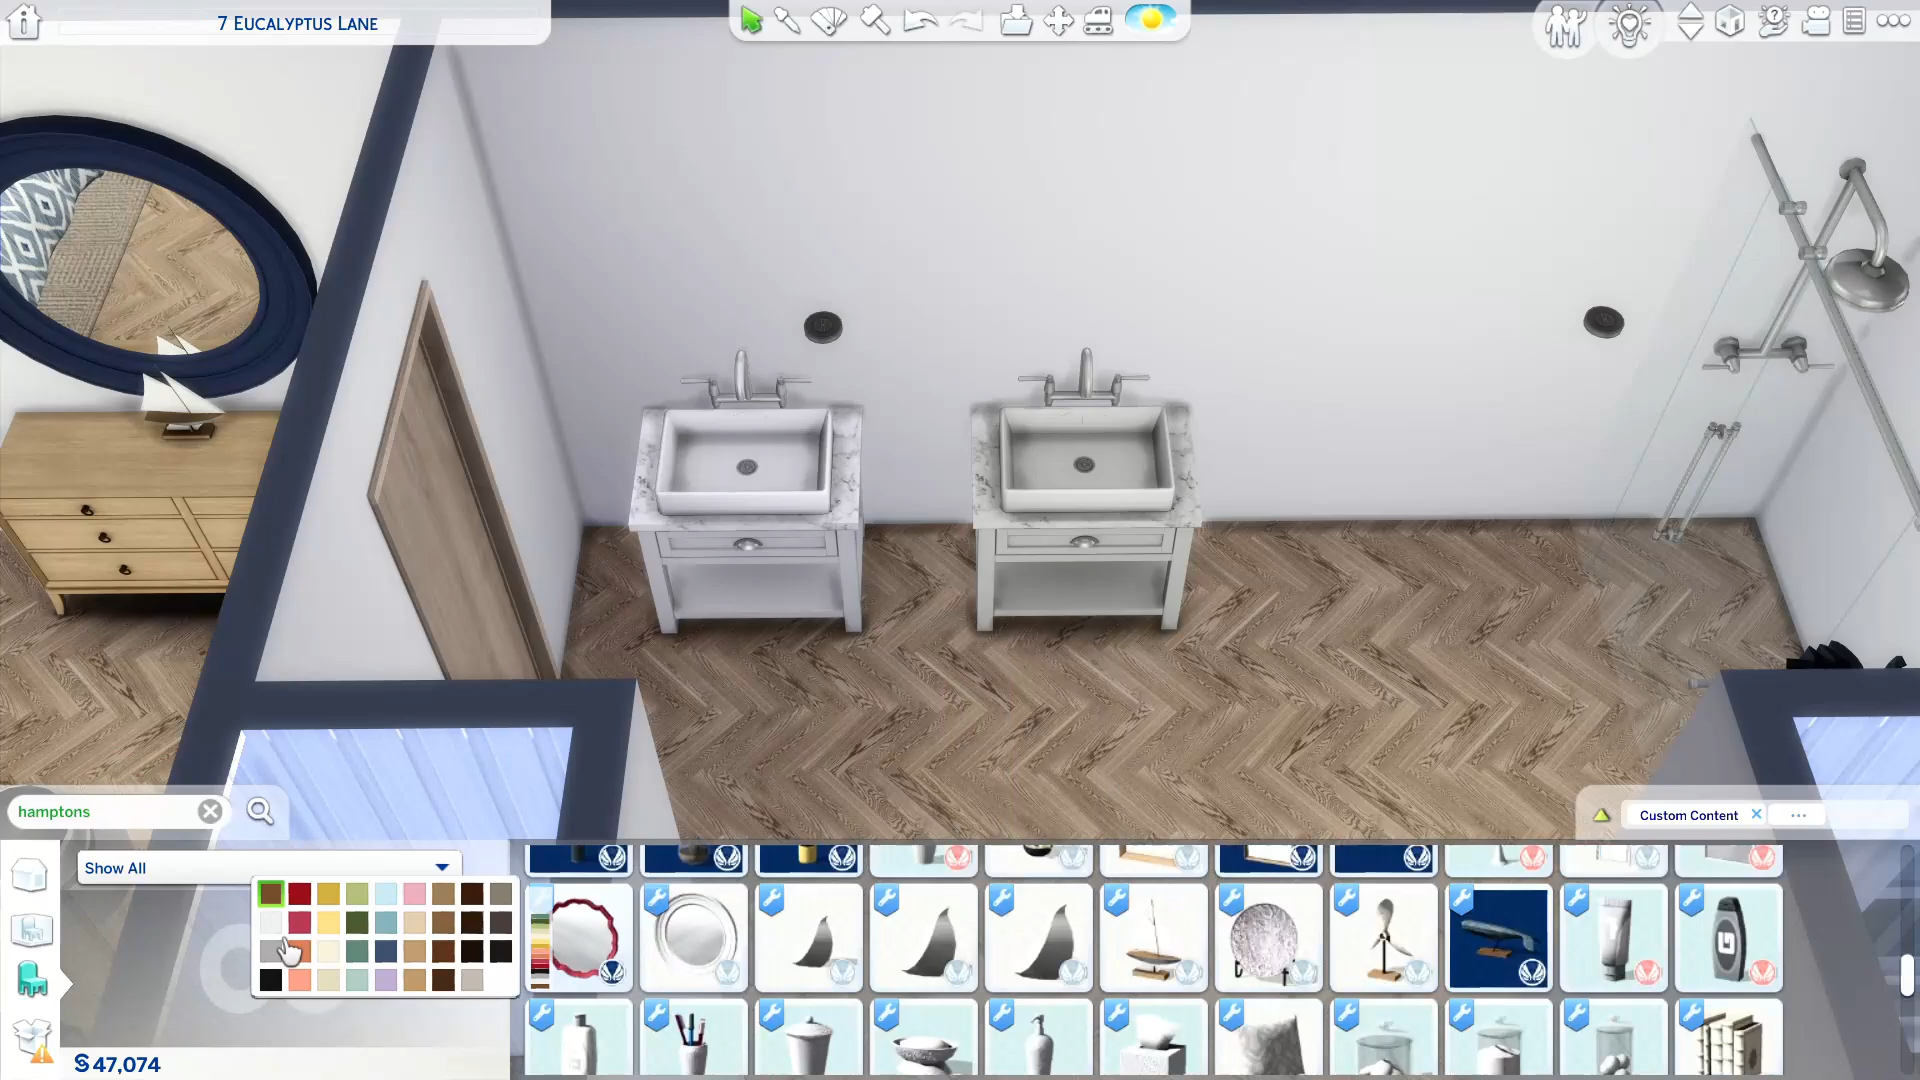 7 EUCALYPTUS LANE
hamptons
Custom Content
Show All
§47,074